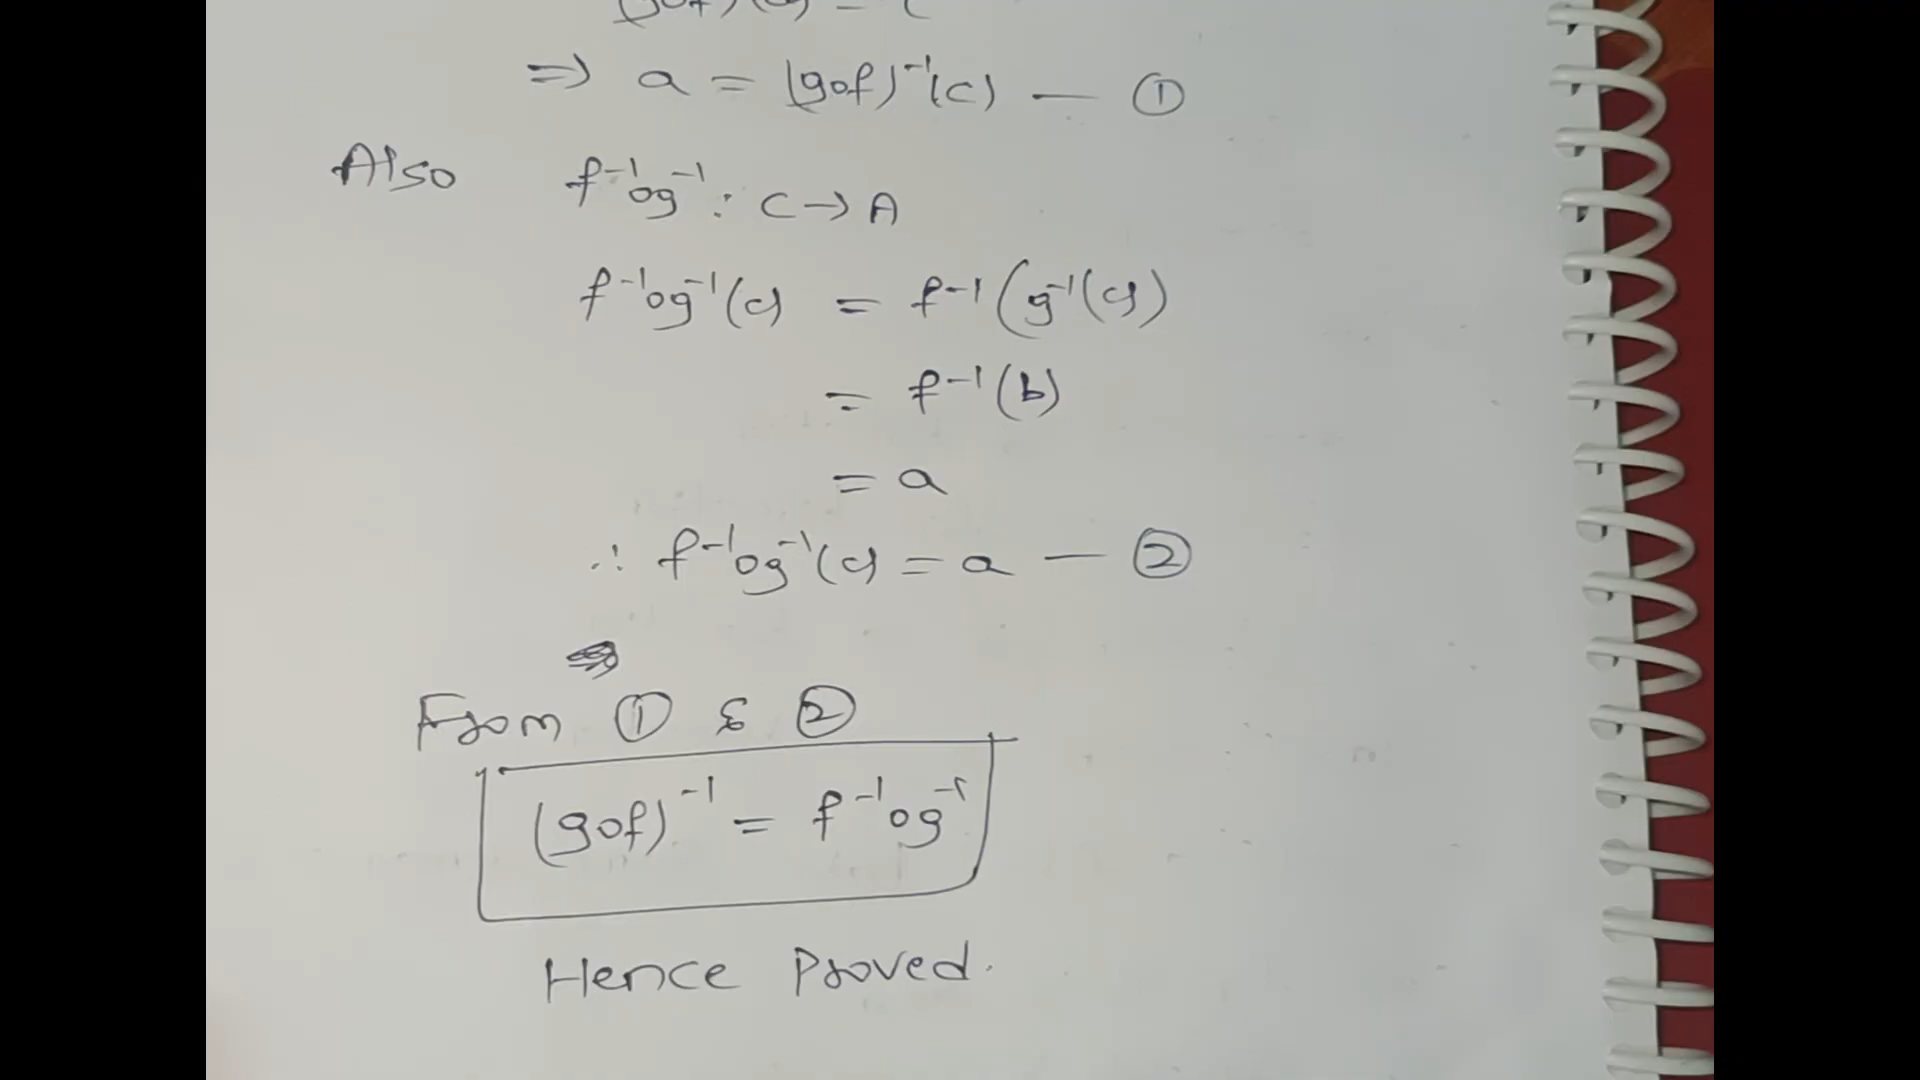 (gof)(a) = c
⇒ a = (gof)⁻¹(c) — ①
Also f⁻¹og⁻¹ : C → A
f⁻¹og⁻¹(c) = f⁻¹(g⁻¹(c))
= f⁻¹(b)
= a
∴ f⁻¹og⁻¹(c) = a — ②
From ① & ②
(gof)⁻¹ = f⁻¹og⁻¹
Hence Proved.